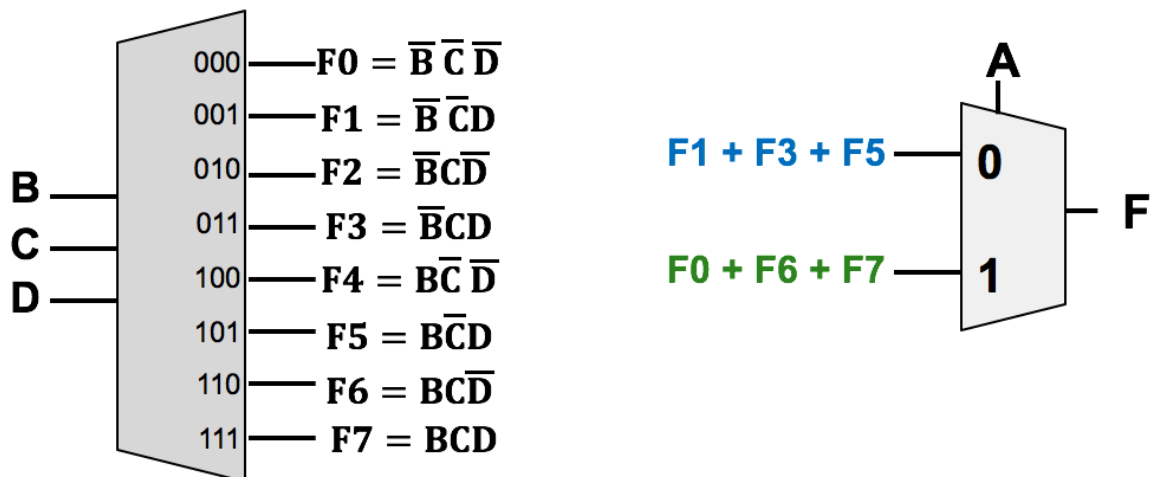 B
C
D
000
001
010
011
100
101
110
111
F0 = B̅ C̅ D̅
F1 = B̅ C̅D
F2 = B̅CD̅
F3 = B̅CD
F4 = BC̅ D̅
F5 = BC̅D
F6 = BCD̅
F7 = BCD
A
F1 + F3 + F5
0
F0 + F6 + F7
1
F